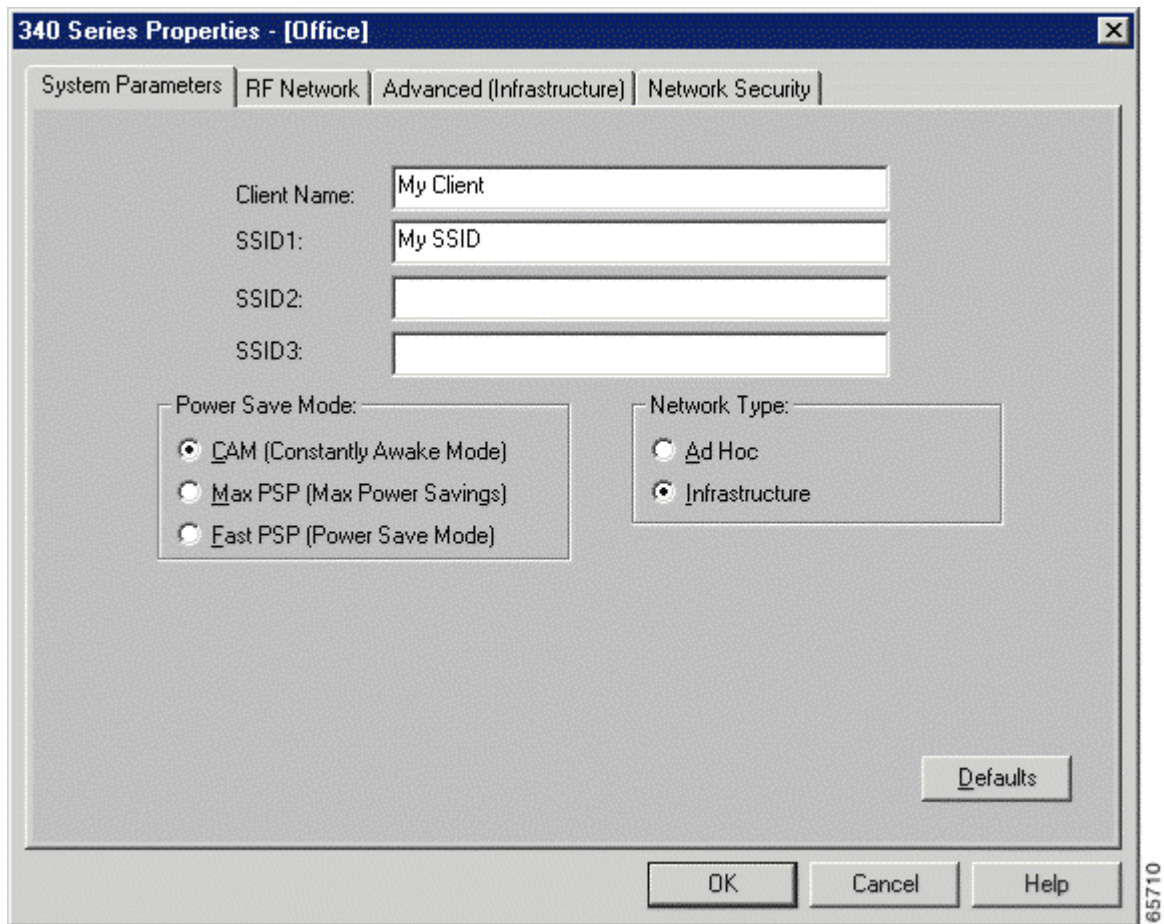 340 Series Properties - [Office]
System Parameters
RF Network
Advanced (Infrastructure)
Network Security
Client Name:
My Client
SSID1:
My SSID
SSID2:
SSID3:
Power Save Mode:
CAM (Constantly Awake Mode)
Max PSP (Max Power Savings)
Fast PSP (Power Save Mode)
Network Type:
Ad Hoc
Infrastructure
Defaults
OK
Cancel
Help
65710